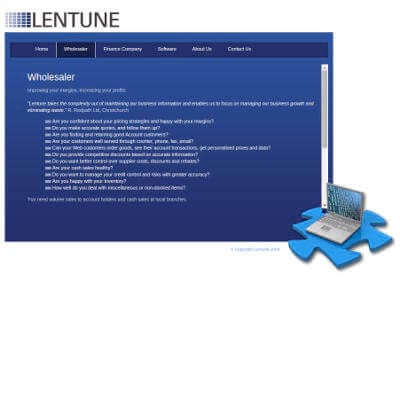 LENTUNE
Home Wholesaler Finance Company Software About Us Contact Us
Wholesaler
Improving your margins, increasing your profits
"Lentune takes the complexity out of maintaining our business information and enables us to focus on managing our business growth and
eliminating waste." R. Redpath Ltd, Christchurch
Are you confident about your pricing strategies and happy with your margins?
Do you make accurate quotes, and follow them up?
Are you finding and retaining good Account customers?
Are your customers well served through counter, phone, fax, email?
Can your Web customers order goods, see their account transactions, get personalised prices and data?
Do you provide competitive discounts based on accurate information?
Do you want better control over supplier costs, discounts and rebates?
Are your cash sales healthy?
Do you want to manage your credit control and risks with greater accuracy?
Are you happy with your inventory?
How well do you deal with miscellaneous or non-stocked items?
You need volume sales to account holders and cash sales at local branches.
© Copyright Lentune